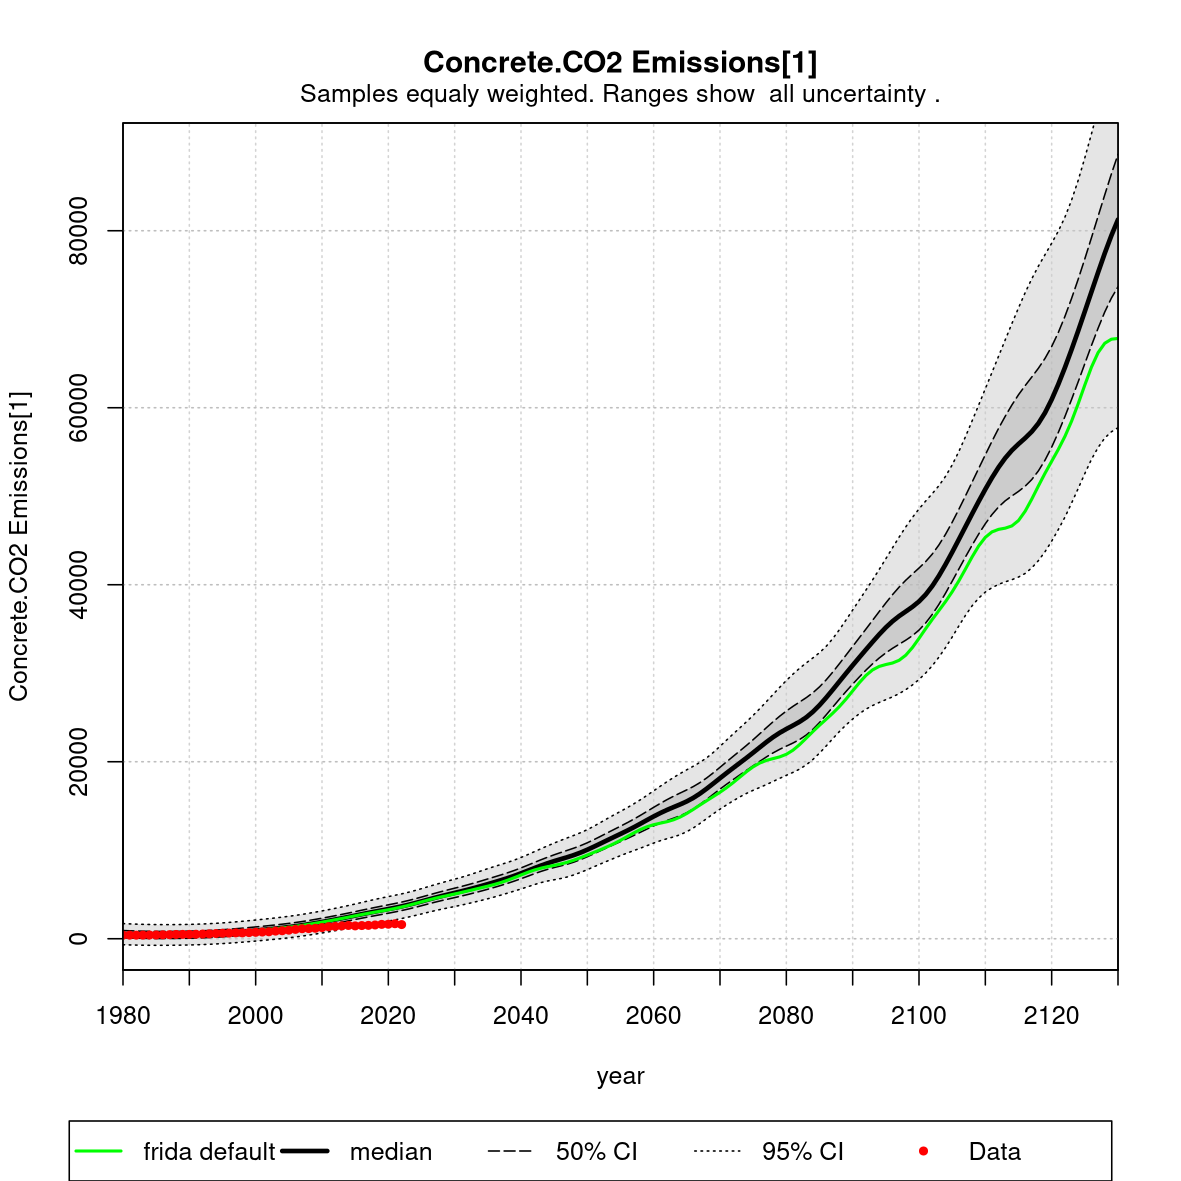 Concrete.CO2 Emissions[1]
Samples equaly weighted. Ranges show  all uncertainty .
Concrete.CO2 Emissions[1]
80000
60000
40000
20000
0
1980 2000 2020 2040 2060 2080 2100 2120
year
frida default median 50% CI 95% CI Data